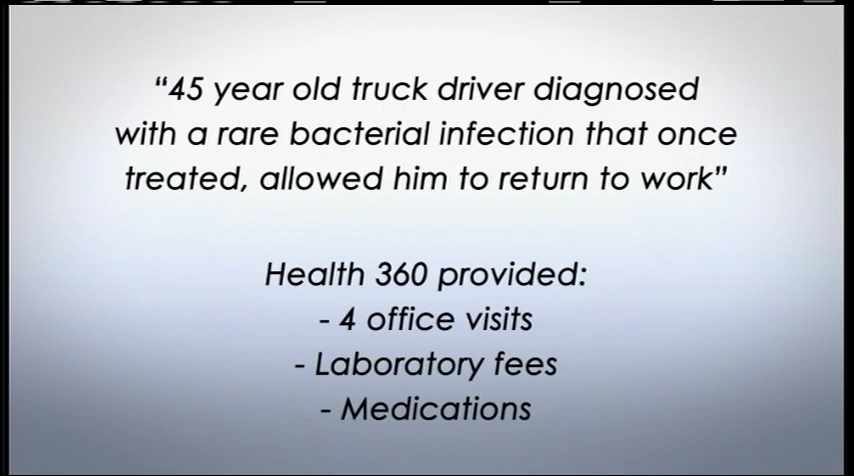 “45 year old truck driver diagnosed
with a rare bacterial infection that once
treated, allowed him to return to work”
Health 360 provided:
- 4 office visits
- Laboratory fees
- Medications